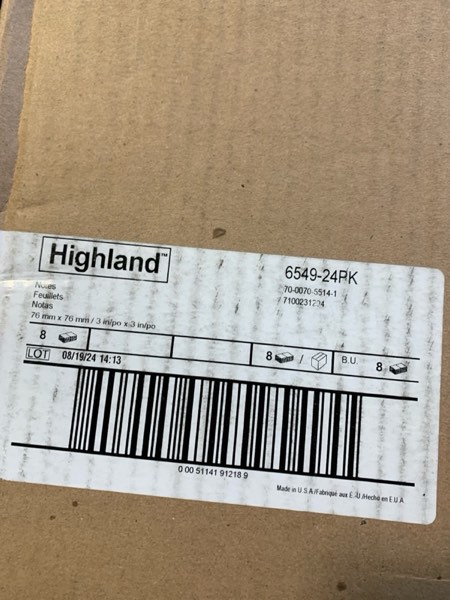 Highland™
6549-24PK
70-0070-5514-1
7100231294
Notes
Feuillets
Notas
76 mm x 76 mm / 3 in/po x 3 in/po
8
8 /
B.U. 8
LOT 08/19/24 14:13
0 00 51141 91218 9
Made in U.S.A/Fabriqué aux É.-U./Hecho en E.U.A